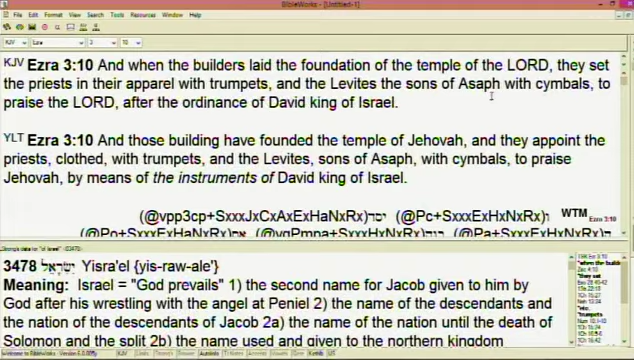 BibleWorks - [Untitled-1]
File Edit Format View Search Tools Resources Window Help
KJV
KJV Ezra 3:10 And when the builders laid the foundation of the temple of the LORD, they set
the priests in their apparel with trumpets, and the Levites the sons of Asaph with cymbals, to
praise the LORD, after the ordinance of David king of Israel.
YLT Ezra 3:10 And those building have founded the temple of Jehovah, and they appoint the
priests, clothed, with trumpets, and the Levites, sons of Asaph, with cymbals, to praise
Jehovah, by means of the instruments of David king of Israel.
WTM Ezra 3:10
3478 יִשְׂרָאֵל Yisra'el {yis-raw-ale'}
Meaning: Israel = "God prevails" 1) the second name for Jacob given to him by
God after his wrestling with the angel at Peniel 2) the name of the descendants and
the nation of the descendants of Jacob 2a) the name of the nation until the death of
Solomon and the split 2b) the name used and given to the northern kingdom